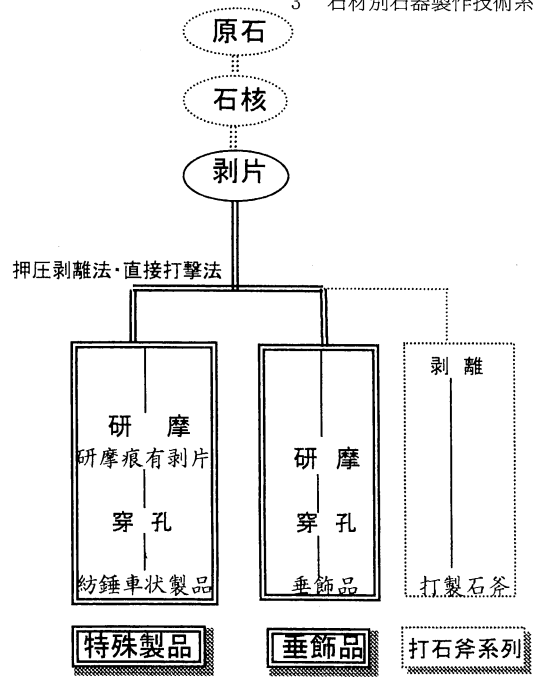 3 石材別石器製作技術系
原石
石核
剥片
押圧剥離法・直接打撃法
研 摩
研摩痕有剥片
穿孔
紡錘車状製品
特殊製品
研 摩
穿孔
垂飾品
垂飾品
剥離
打製石斧
打石斧系列